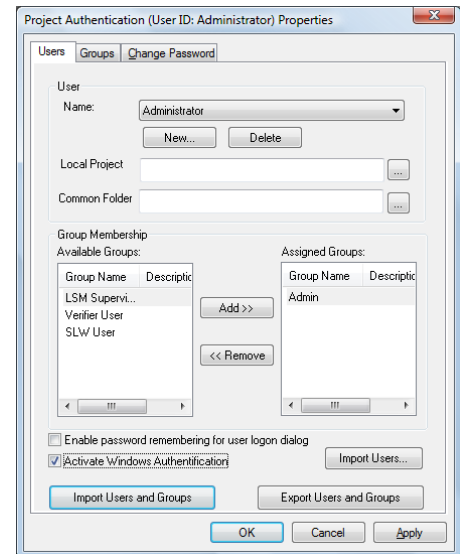 Project Authentication (User ID: Administrator) Properties
Users Groups Change Password
User
Name: Administrator
New... Delete
Local Project ...
Common Folder ...
Group Membership
Available Groups: Assigned Groups:
Group Name Descriptic Group Name Descriptic
LSM Supervi... Admin
Verifier User
SLW User
Add >>
<< Remove
Enable password remembering for user logon dialog
Activate Windows Authentification
Import Users...
Import Users and Groups Export Users and Groups
OK Cancel Apply